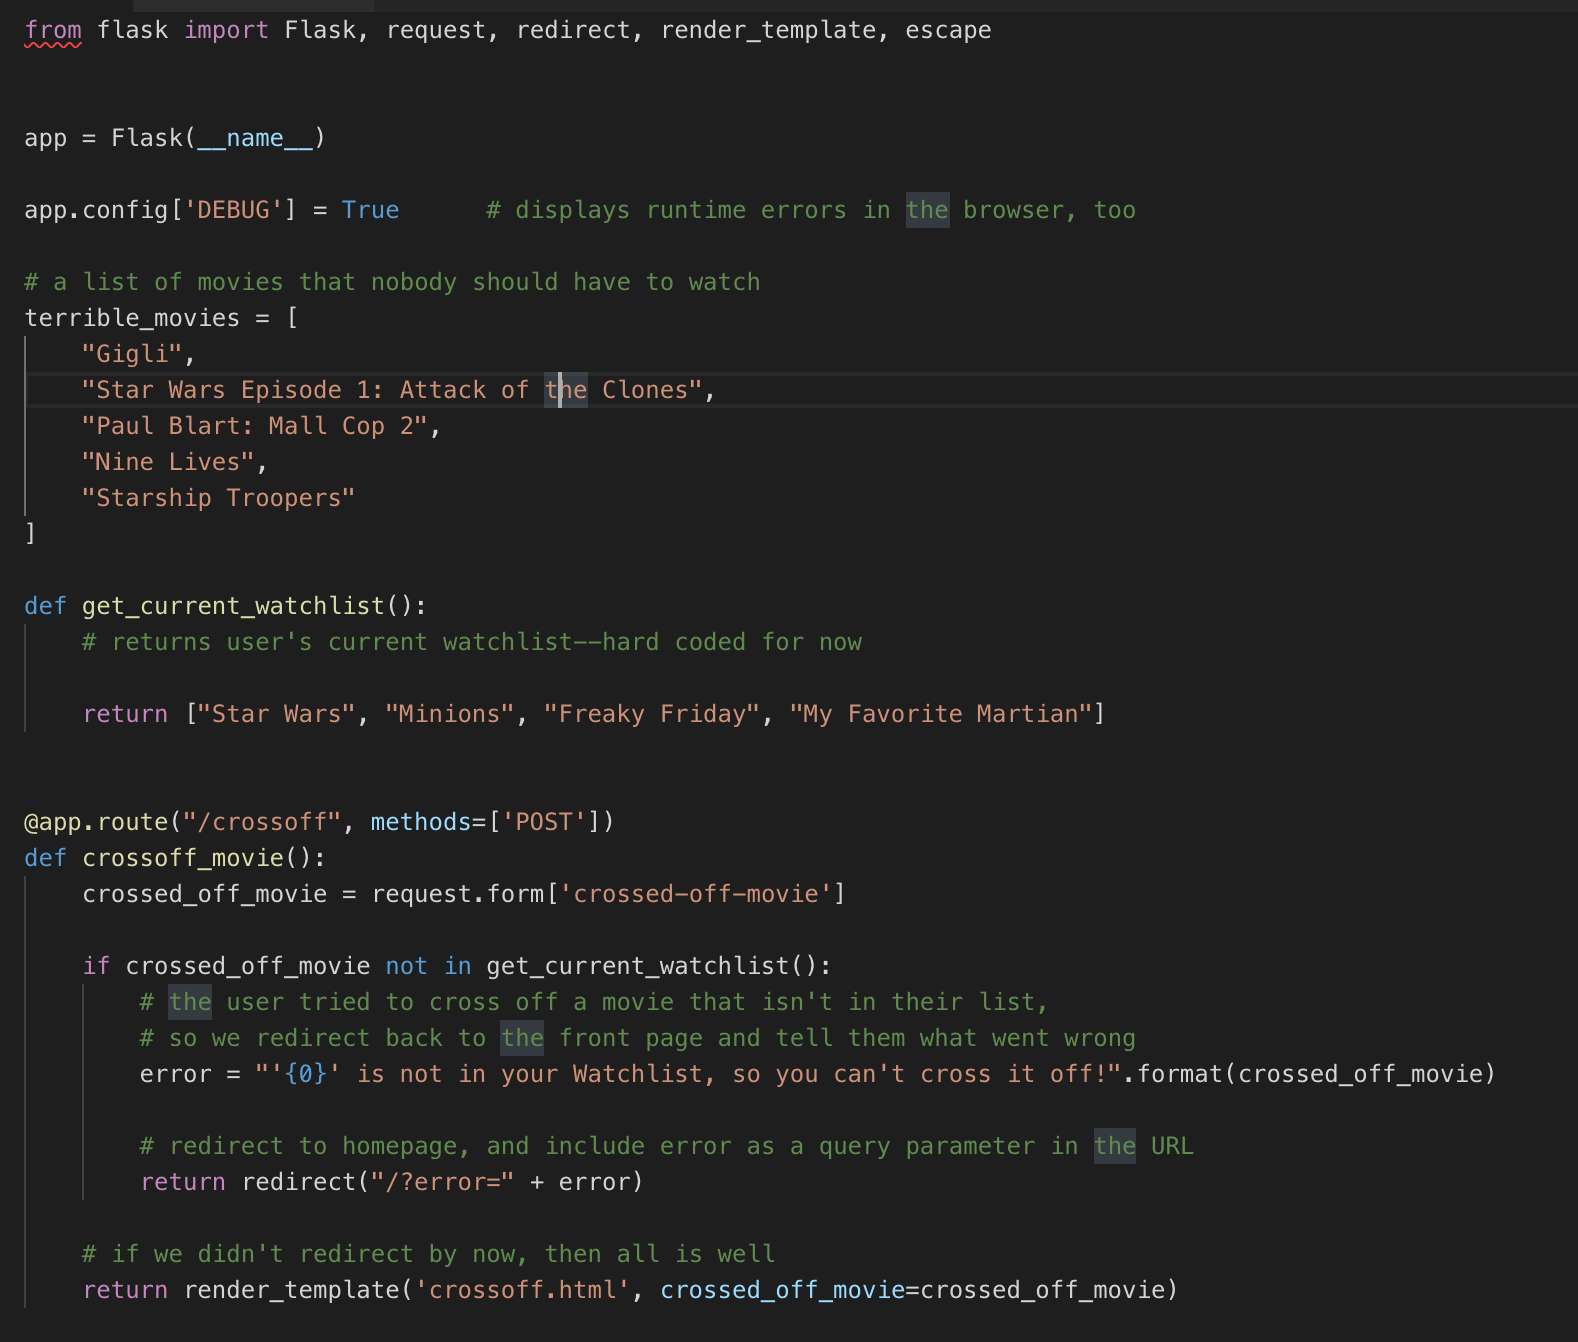 from flask import Flask, request, redirect, render_template, escape
app = Flask(__name__)
app.config['DEBUG'] = True      # displays runtime errors in the browser, too
# a list of movies that nobody should have to watch
terrible_movies = [
    "Gigli",
    "Star Wars Episode 1: Attack of the Clones",
    "Paul Blart: Mall Cop 2",
    "Nine Lives",
    "Starship Troopers"
]
def get_current_watchlist():
    # returns user's current watchlist--hard coded for now
    return ["Star Wars", "Minions", "Freaky Friday", "My Favorite Martian"]
@app.route("/crossoff", methods=['POST'])
def crossoff_movie():
    crossed_off_movie = request.form['crossed-off-movie']
    if crossed_off_movie not in get_current_watchlist():
        # the user tried to cross off a movie that isn't in their list,
        # so we redirect back to the front page and tell them what went wrong
        error = "'{0}' is not in your Watchlist, so you can't cross it off!".format(crossed_off_movie)
        # redirect to homepage, and include error as a query parameter in the URL
        return redirect("/?error=" + error)
    # if we didn't redirect by now, then all is well
    return render_template('crossoff.html', crossed_off_movie=crossed_off_movie)